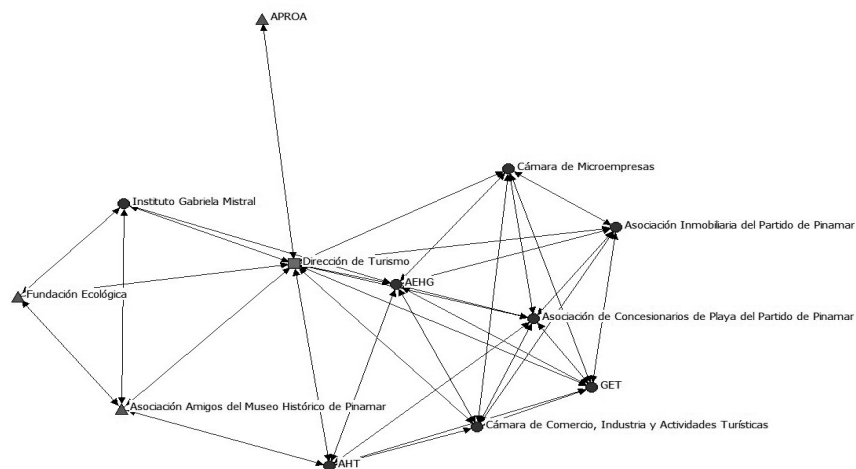 APROA
Cámara de Microempresas
Instituto Gabriela Mistral
Asociación Inmobiliaria del Partido de Pinamar
Dirección de Turismo
AEHG
Fundación Ecológica
Asociación de Concesionarios de Playa del Partido de Pinamar
GET
Asociación Amigos del Museo Histórico de Pinamar
Cámara de Comercio, Industria y Actividades Turísticas
AHT